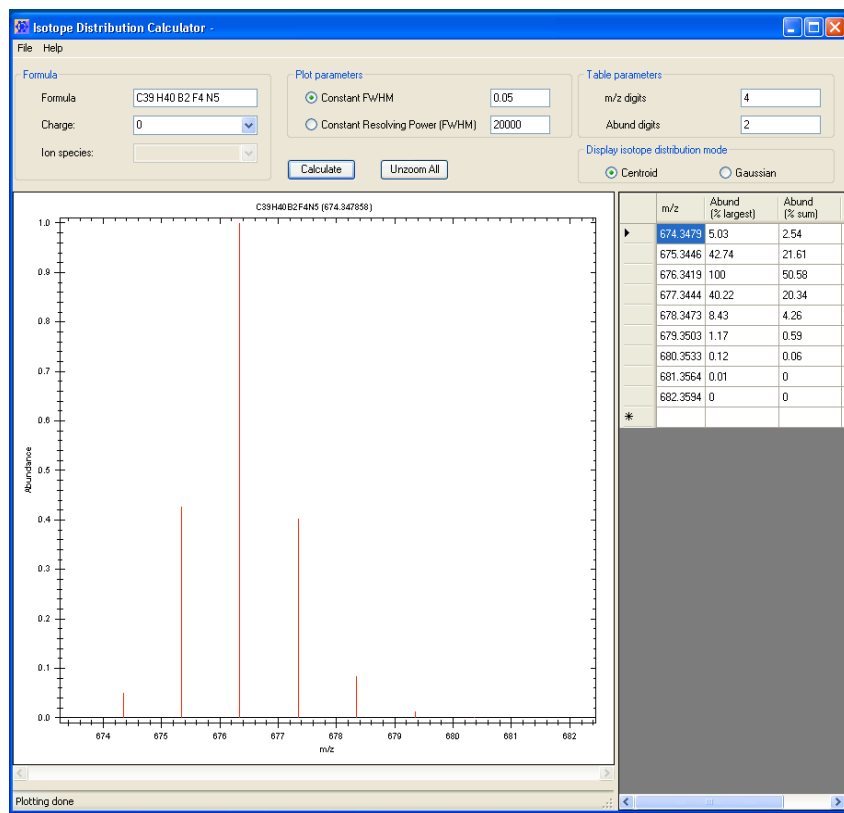 Isotope Distribution Calculator -
File Help
Formula
Formula C39 H40 B2 F4 N5
Charge: 0
Ion species:
Plot parameters
Constant FWHM 0.05
Constant Resolving Power (FWHM) 20000
Calculate Unzoom All
Table parameters
m/z digits 4
Abund digits 2
Display isotope distribution mode
Centroid Gaussian
C39H40B2F4N5 (674.347858)
1.0
0.9
0.8
0.7
0.6
0.5
0.4
0.3
0.2
0.1
0.0
Abundance
674 675 676 677 678 679 680 681 682
m/z
m/z Abund (% largest) Abund (% sum)
674.3479 5.03 2.54
675.3446 42.74 21.61
676.3419 100 50.58
677.3444 40.22 20.34
678.3473 8.43 4.26
679.3503 1.17 0.59
680.3533 0.12 0.06
681.3564 0.01 0
682.3594 0 0
Plotting done